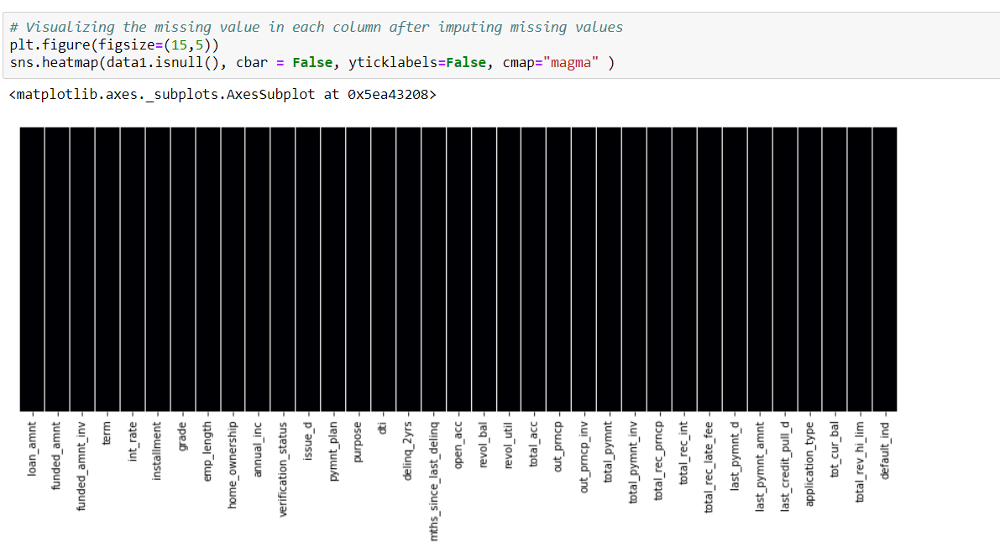 # Visualizing the missing value in each column after imputing missing values
plt.figure(figsize=(15,5))
sns.heatmap(data1.isnull(), cbar = False, yticklabels=False, cmap="magma" )
<matplotlib.axes._subplots.AxesSubplot at 0x5ea43208>
loan_amnt
funded_amnt
funded_amnt_inv
term
int_rate
installment
grade
emp_length
home_ownership
annual_inc
verification_status
issue_d
pymnt_plan
purpose
dti
delinq_2yrs
mths_since_last_delinq
open_acc
revol_bal
revol_util
total_acc
out_prncp
out_prncp_inv
total_pymnt
total_pymnt_inv
total_rec_prncp
total_rec_int
total_rec_late_fee
last_pymnt_d
last_pymnt_amnt
last_credit_pull_d
application_type
tot_cur_bal
total_rev_hi_lim
default_ind